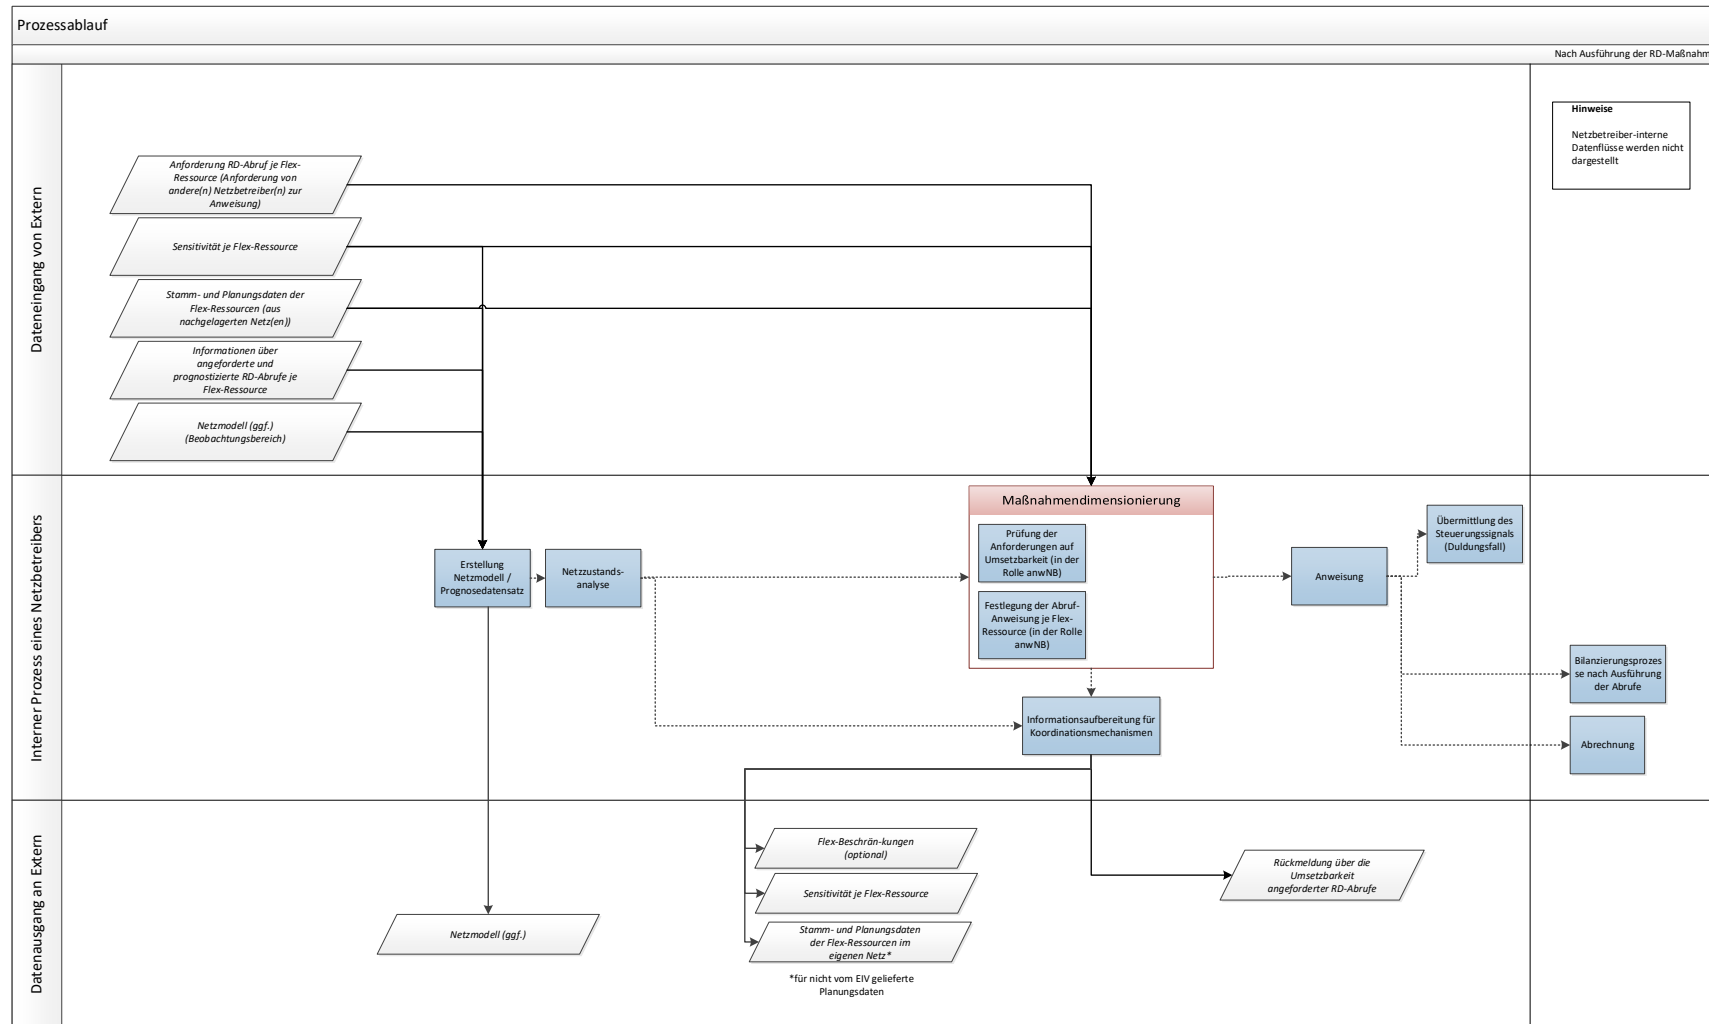 Prozessablauf
Nach Ausführung der RD-Maßnahm
Dateneingang von Extern
Anforderung RD-Abruf je Flex-
Ressource (Anforderung von
andere(n) Netzbetreiber(n) zur
Anweisung)
Sensitivität je Flex-Ressource
Stamm- und Planungsdaten der
Flex-Ressourcen (aus
nachgelagerten Netz(en))
Informationen über
angeforderte und
prognostizierte RD-Abrufe je
Flex-Ressource
Netzmodell (ggf.)
(Beobachtungsbereich)
Hinweise
Netzbetreiber-interne
Datenflüsse werden nicht
dargestellt
Interner Prozess eines Netzbetreibers
Erstellung
Netzmodell /
Prognosedatensatz
Netzzustands-
analyse
Maßnahmendimensionierung
Prüfung der
Anforderungen auf
Umsetzbarkeit (in der
Rolle anwNB)
Festlegung der Abruf-
Anweisung je Flex-
Ressource (in der Rolle
anwNB)
Informationsaufbereitung für
Koordinationsmechanismen
Anweisung
Übermittlung des
Steuerungssignals
(Duldungsfall)
Bilanzierungsprozes
se nach Ausführung
der Abrufe
Abrechnung
Datenausgang an Extern
Netzmodell (ggf.)
Flex-Beschrän-kungen
(optional)
Sensitivität je Flex-Ressource
Stamm- und Planungsdaten
der Flex-Ressourcen im
eigenen Netz*
*für nicht vom EIV gelieferte
Planungsdaten
Rückmeldung über die
Umsetzbarkeit
angeforderter RD-Abrufe